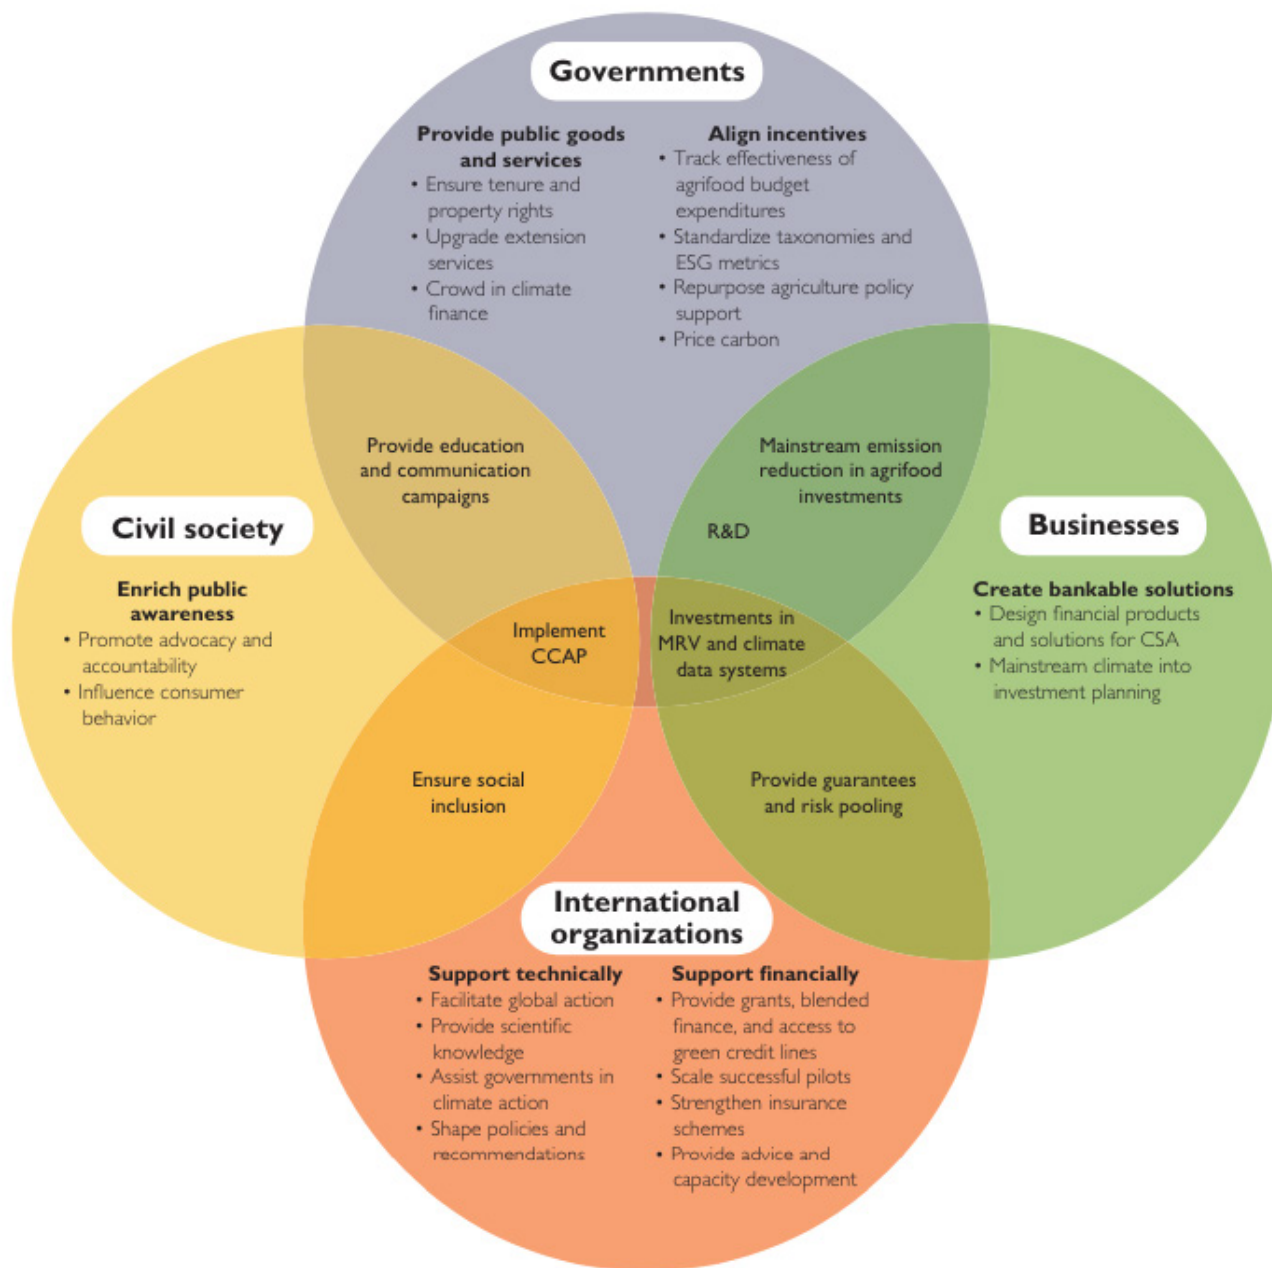 Governments
Provide public goods
and services
• Ensure tenure and
property rights
• Upgrade extension
services
• Crowd in climate
finance
Align incentives
• Track effectiveness of
agrifood budget
expenditures
• Standardize taxonomies and
ESG metrics
• Repurpose agriculture policy
support
• Price carbon
Provide education
and communication
campaigns
Mainstream emission
reduction in agrifood
investments
R&D
Civil society
Enrich public
awareness
• Promote advocacy and
accountability
• Influence consumer
behavior
Businesses
Create bankable solutions
• Design financial products
and solutions for CSA
• Mainstream climate into
investment planning
Implement
CCAP
Investments in
MRV and climate
data systems
Ensure social
inclusion
Provide guarantees
and risk pooling
International
organizations
Support technically
• Facilitate global action
• Provide scientific
knowledge
• Assist governments in
climate action
• Shape policies and
recommendations
Support financially
• Provide grants, blended
finance, and access to
green credit lines
• Scale successful pilots
• Strengthen insurance
schemes
• Provide advice and
capacity development